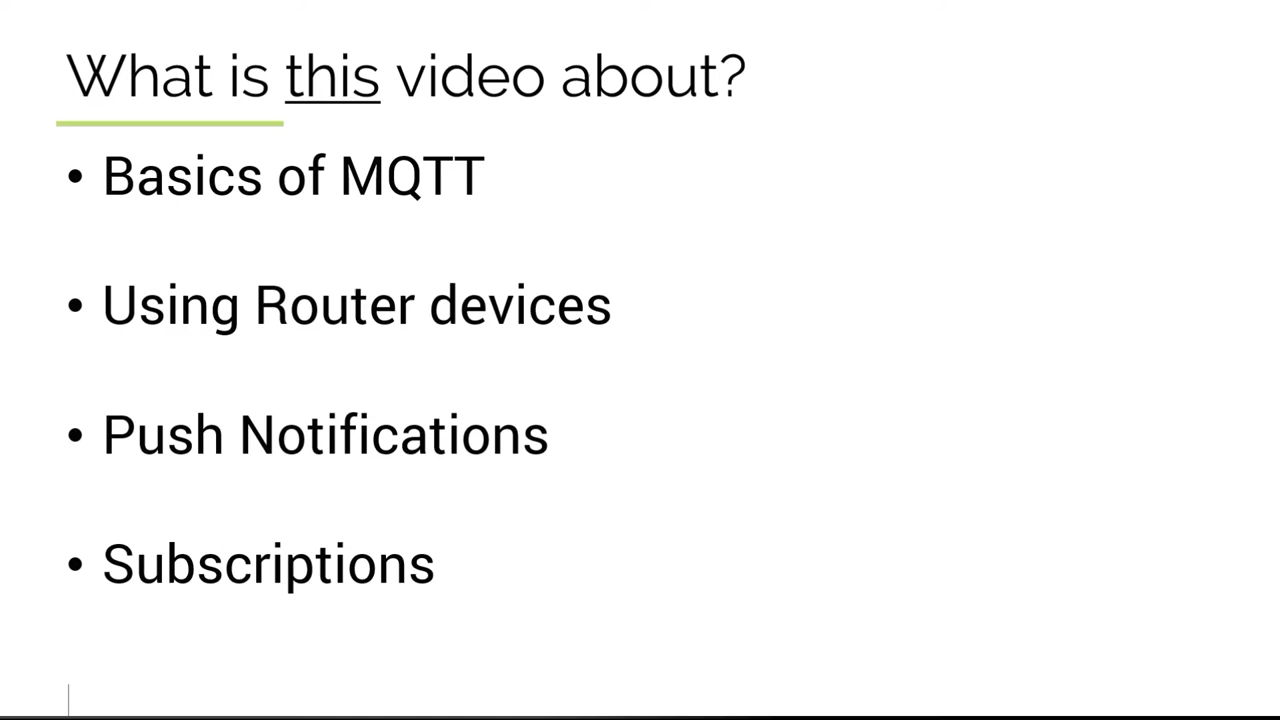 What is this video about?
• Basics of MQTT
• Using Router devices
• Push Notifications
• Subscriptions